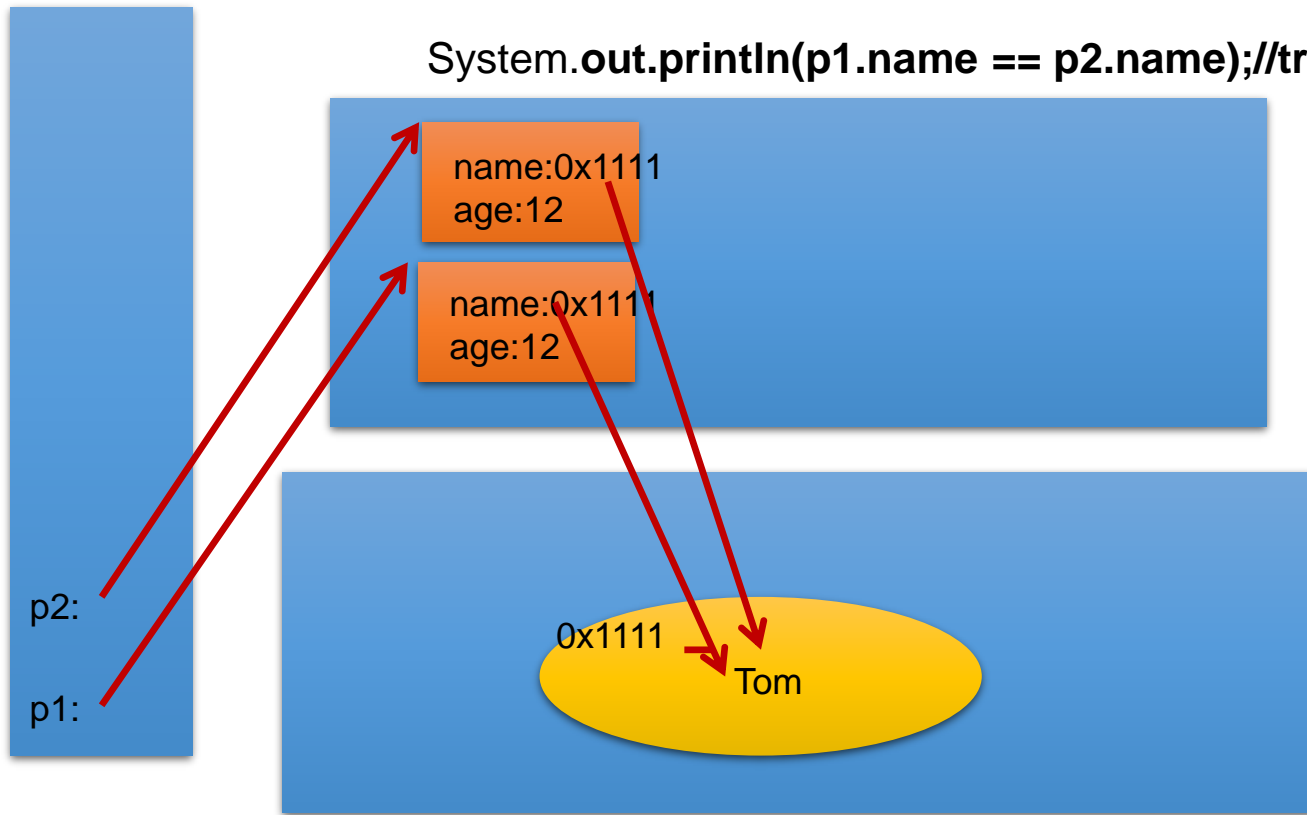 System.out.println(p1.name == p2.name);//tr
name:0x1111
age:12
name:0x1111
age:12
p2:
p1:
0x1111
Tom